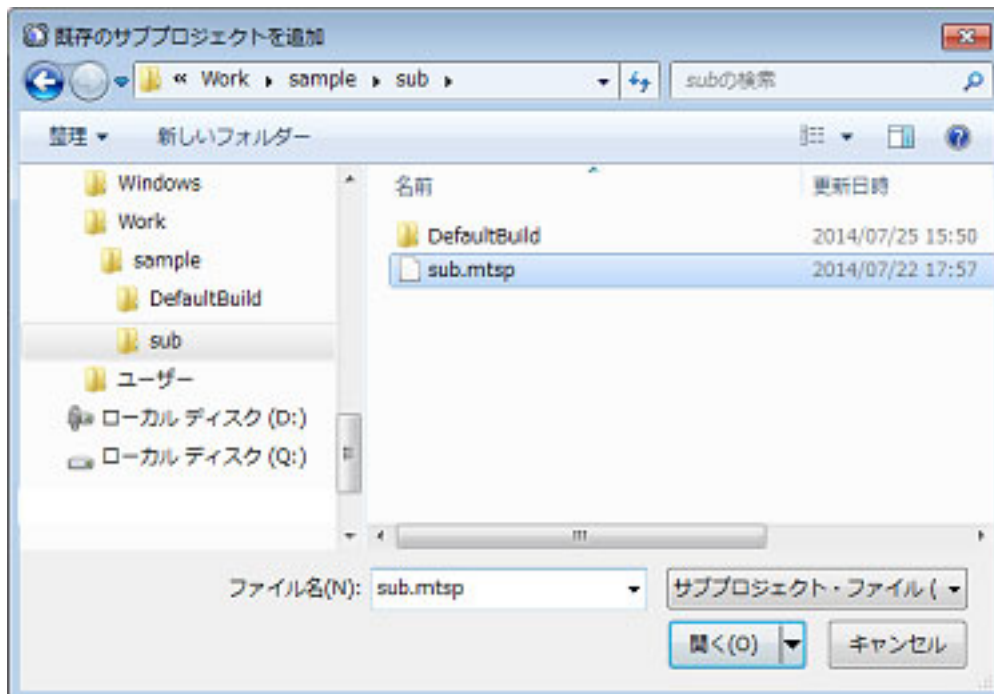 既存のサブプロジェクトを追加
« Work ▸ sample ▸ sub ▸
subの検索
整理 ▼ 新しいフォルダー
Windows
Work
sample
DefaultBuild
sub
ユーザー
ローカル ディスク (D:)
ローカル ディスク (Q:)
名前 更新日時
DefaultBuild 2014/07/25 15:50
sub.mtsp 2014/07/22 17:57
ファイル名(N): sub.mtsp
サブプロジェクト・ファイル (
開く(O) キャンセル